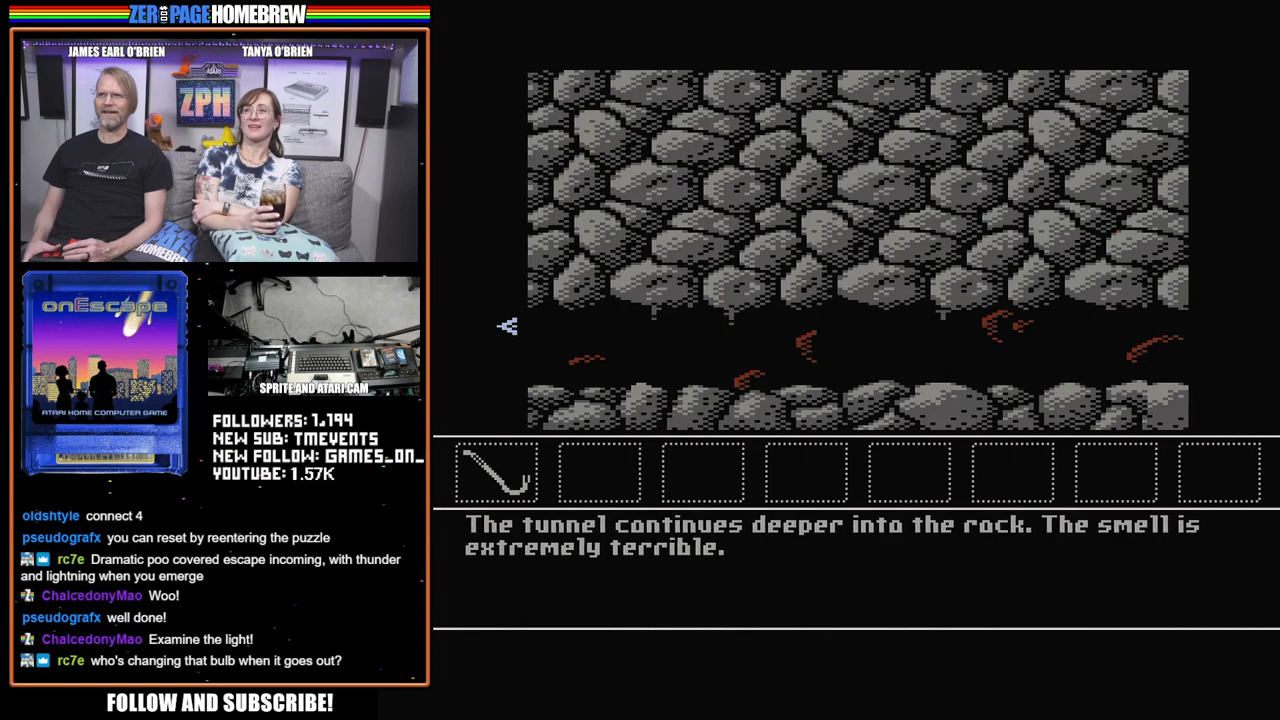 ZER PAGE HOMEBREW
JAMES EARL O'BRIEN
TANYA O'BRIEN
ATARI
ZPH
HOMEBREW
onEscape
ATARI HOME COMPUTER GAME
SPRITE AND ATARI CAM
FOLLOWERS: 1,194
NEW SUB: TMEVENTS
NEW FOLLOW: GAMES_ON_
YOUTUBE: 1.57K
oldshtyle connect 4
pseudografx you can reset by reentering the puzzle
rc7e Dramatic poo covered escape incoming, with thunder
and lightning when you emerge
ChalcedonyMao Woo!
pseudografx well done!
ChalcedonyMao Examine the light!
rc7e who's changing that bulb when it goes out?
FOLLOW AND SUBSCRIBE!
The tunnel continues deeper into the rock. The smell is
extremely terrible.